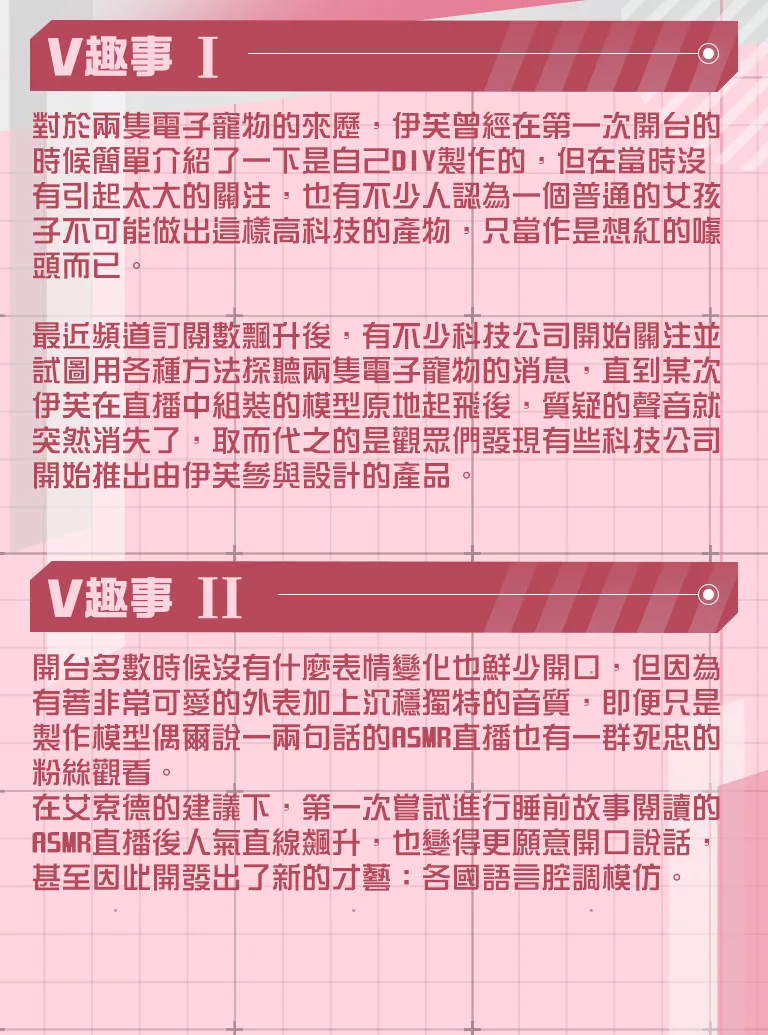 V趣事 I
對於兩隻電子寵物的來歷，伊芙曾經在第一次開台的
時候簡單介紹了一下是自己DIY製作的，但在當時沒
有引起太大的關注，也有不少人認為一個普通的女孩
子不可能做出這樣高科技的產物，只當作是想紅的噱
頭而已。
最近頻道訂閱數飄升後，有不少科技公司開始關注並
試圖用各種方法探聽兩隻電子寵物的消息，直到某次
伊芙在直播中組裝的模型原地起飛後，質疑的聲音就
突然消失了，取而代之的是觀眾們發現有些科技公司
開始推出由伊芙參與設計的產品。
V趣事 II
開台多數時候沒有什麼表情變化也鮮少開口，但因為
有著非常可愛的外表加上沉穩獨特的音質，即便只是
製作模型偶爾說一兩句話的ASMR直播也有一群死忠的
粉絲觀看。
在艾索德的建議下，第一次嘗試進行睡前故事閱讀的
ASMR直播後人氣直線飆升，也變得更願意開口說話，
甚至因此開發出了新的才藝：各國語言腔調模仿。